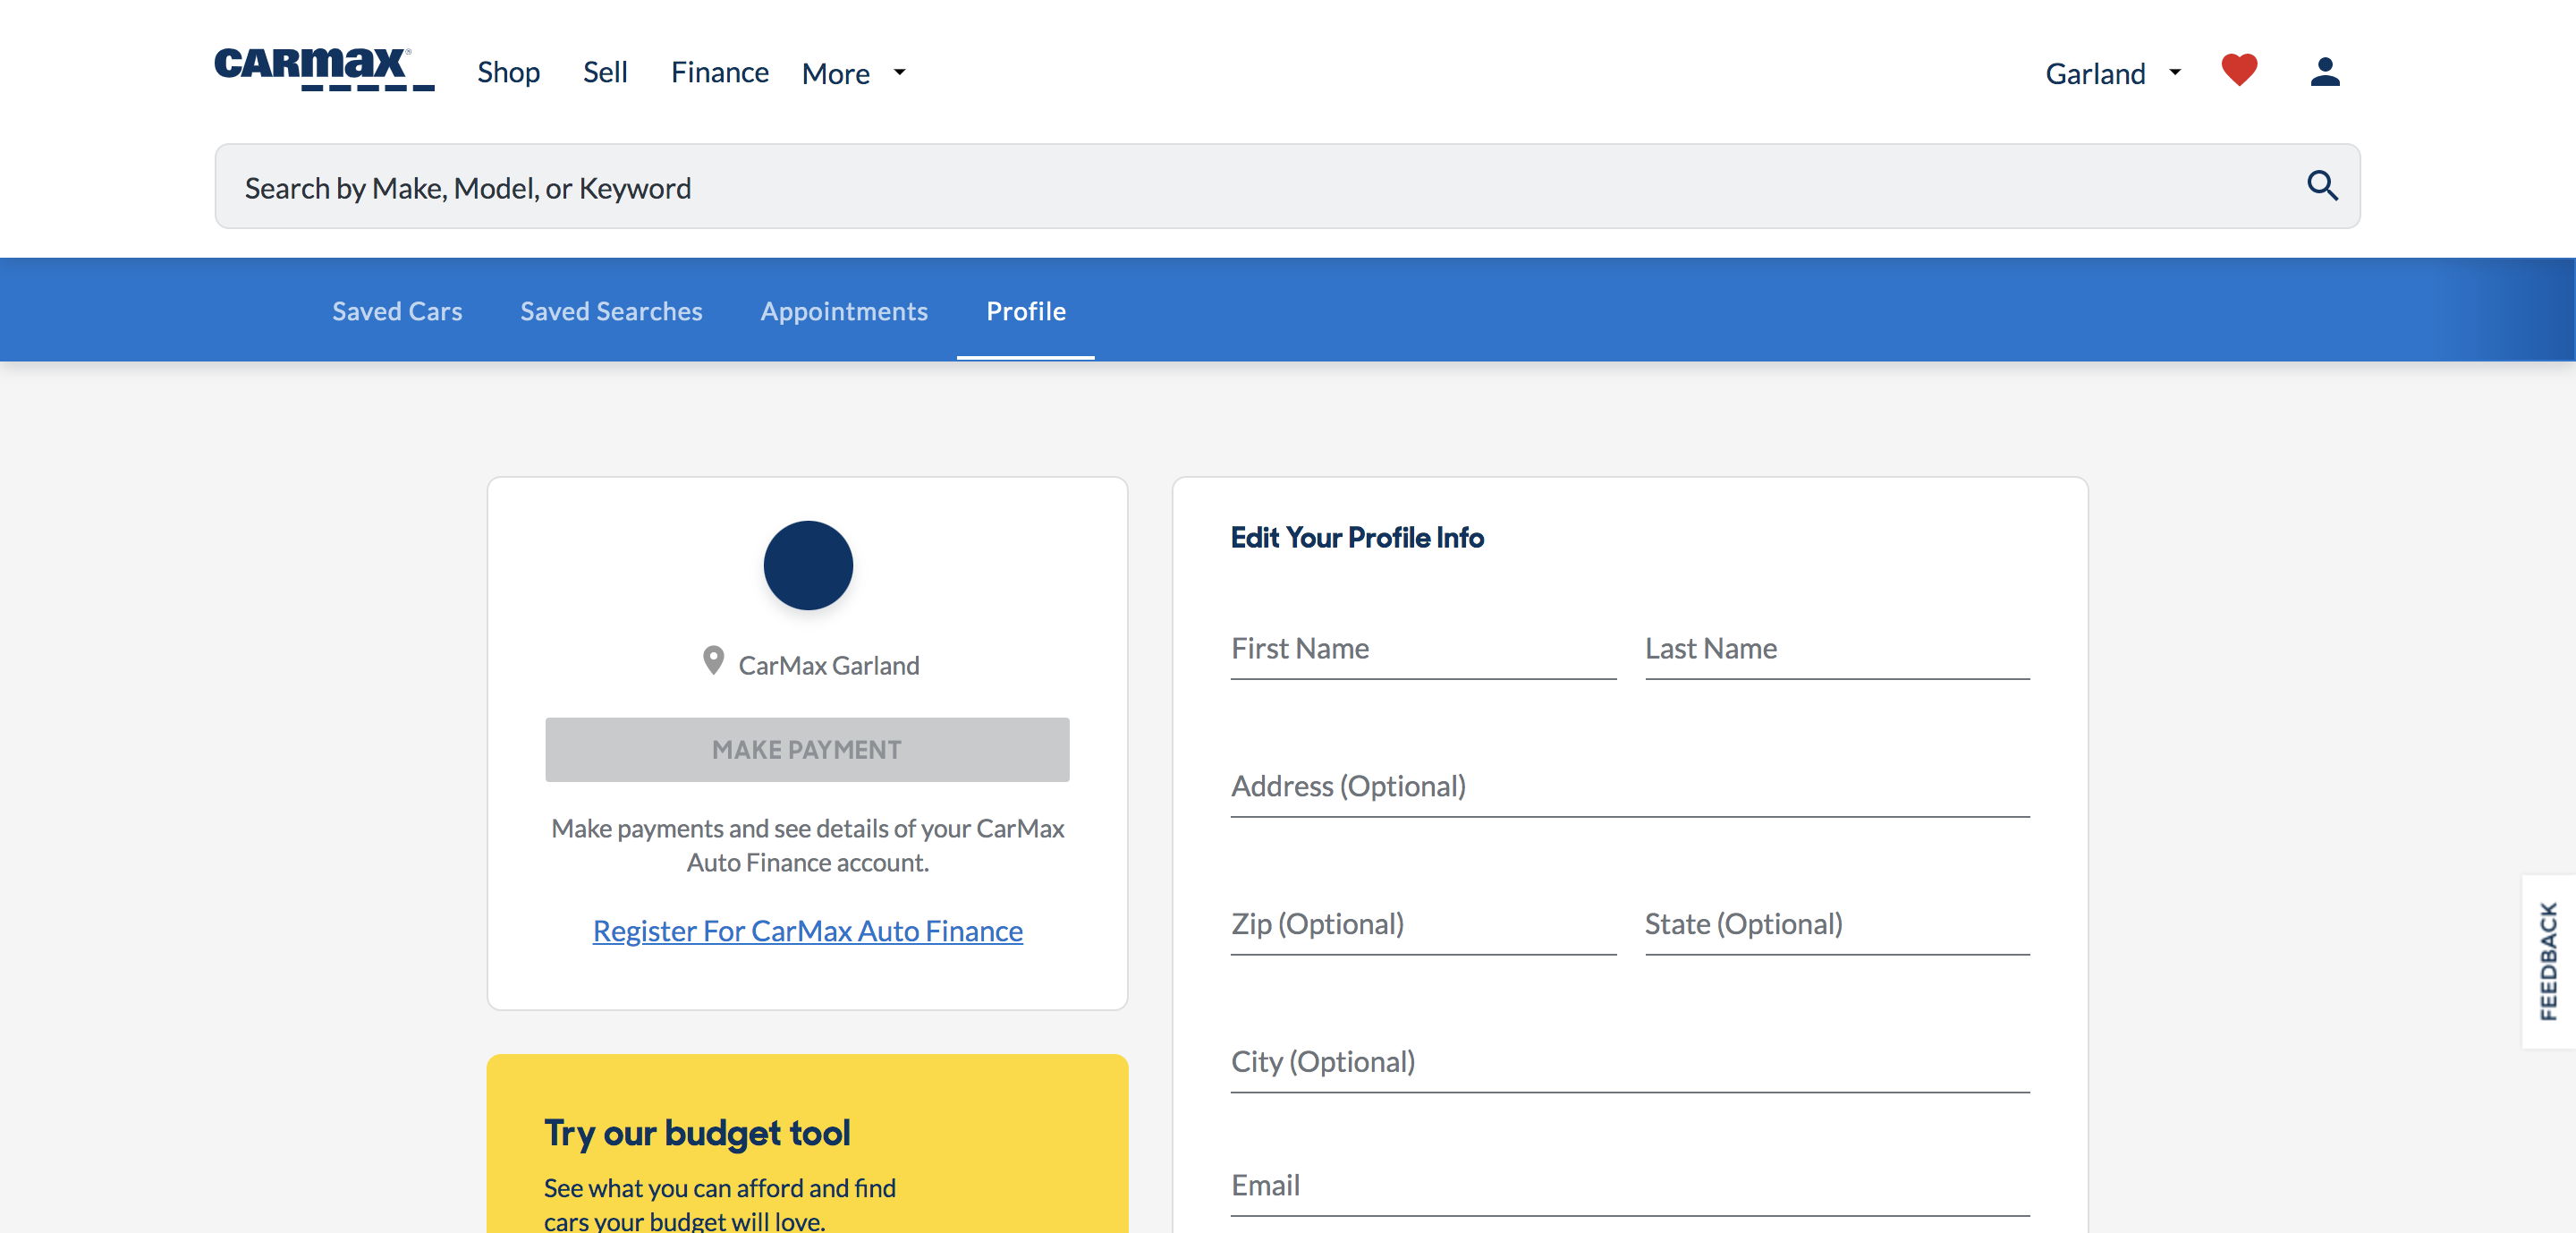 CARMAX®
Shop Sell Finance More
Garland
Search by Make, Model, or Keyword
Saved Cars Saved Searches Appointments Profile
CarMax Garland
MAKE PAYMENT
Make payments and see details of your CarMax
Auto Finance account.
Register For CarMax Auto Finance
Try our budget tool
See what you can afford and find
cars your budget will love.
Edit Your Profile Info
First Name Last Name
Address (Optional)
Zip (Optional) State (Optional)
City (Optional)
Email
FEEDBACK